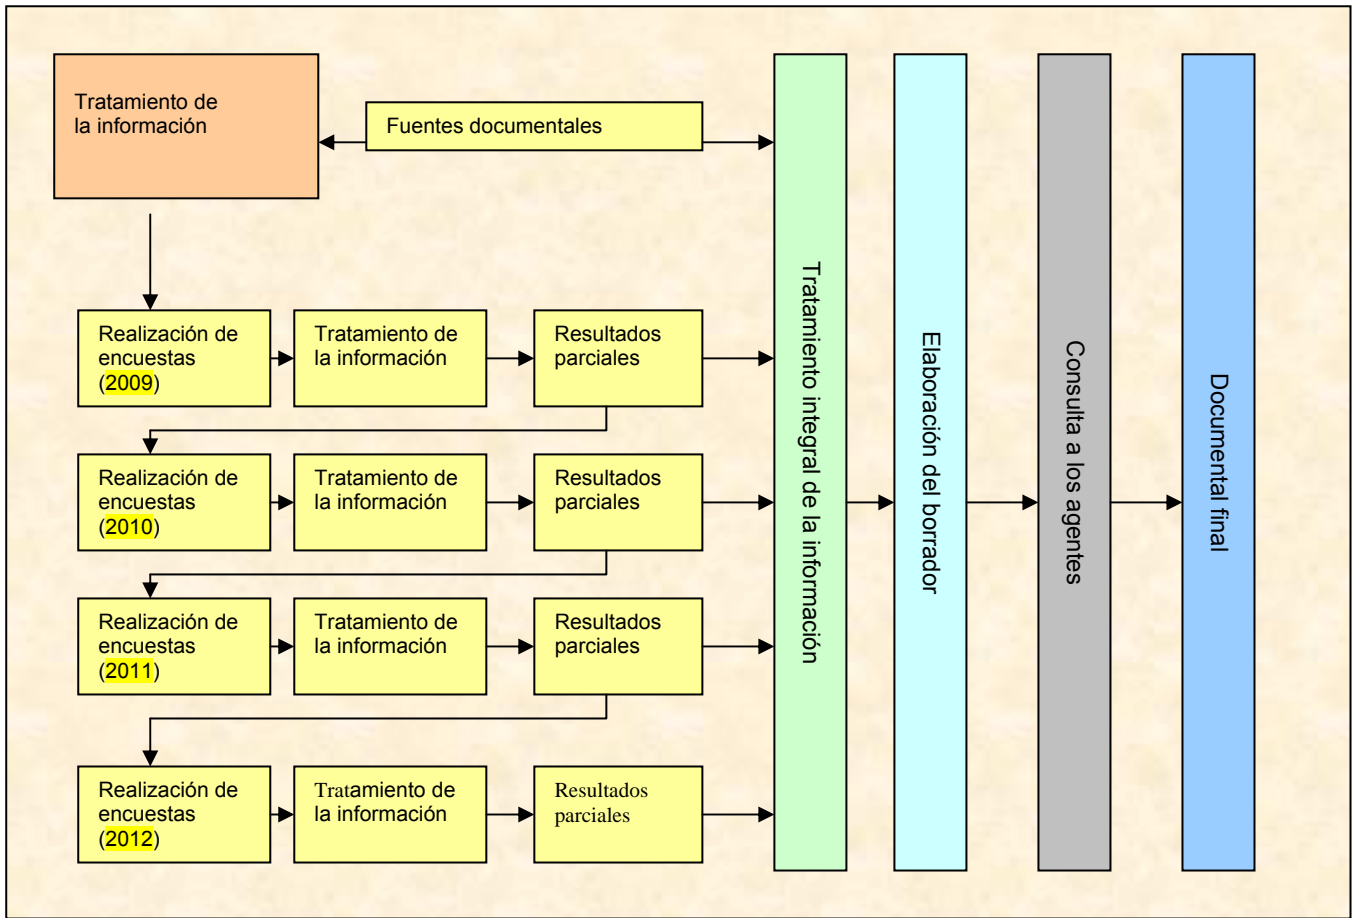 Tratamiento de
la información
Fuentes documentales
Realización de
encuestas
(2009)
Tratamiento de
la información
Resultados
parciales
Realización de
encuestas
(2010)
Tratamiento de
la información
Resultados
parciales
Realización de
encuestas
(2011)
Tratamiento de
la información
Resultados
parciales
Realización de
encuestas
(2012)
Tratamiento de
la información
Resultados
parciales
Tratamiento integral de la información
Elaboración del borrador
Consulta a los agentes
Documental final